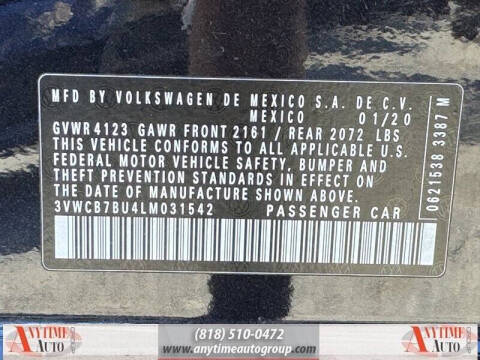 MFD BY VOLKSWAGEN DE MEXICO S.A. DE C.V.
MEXICO 01/20
GVWR 4123 GAWR FRONT 2161 / REAR 2072 LBS
THIS VEHICLE CONFORMS TO ALL APPLICABLE U.S.
FEDERAL MOTOR VEHICLE SAFETY, BUMPER AND
THEFT PREVENTION STANDARDS IN EFFECT ON
THE DATE OF MANUFACTURE SHOWN ABOVE.
3VWCB7BU4LM031542 PASSENGER CAR
0621538 3387 M
ANYTIME
AUTO
(818) 510-0472
www.anytimeautogroup.com
ANYTIME
AUTO